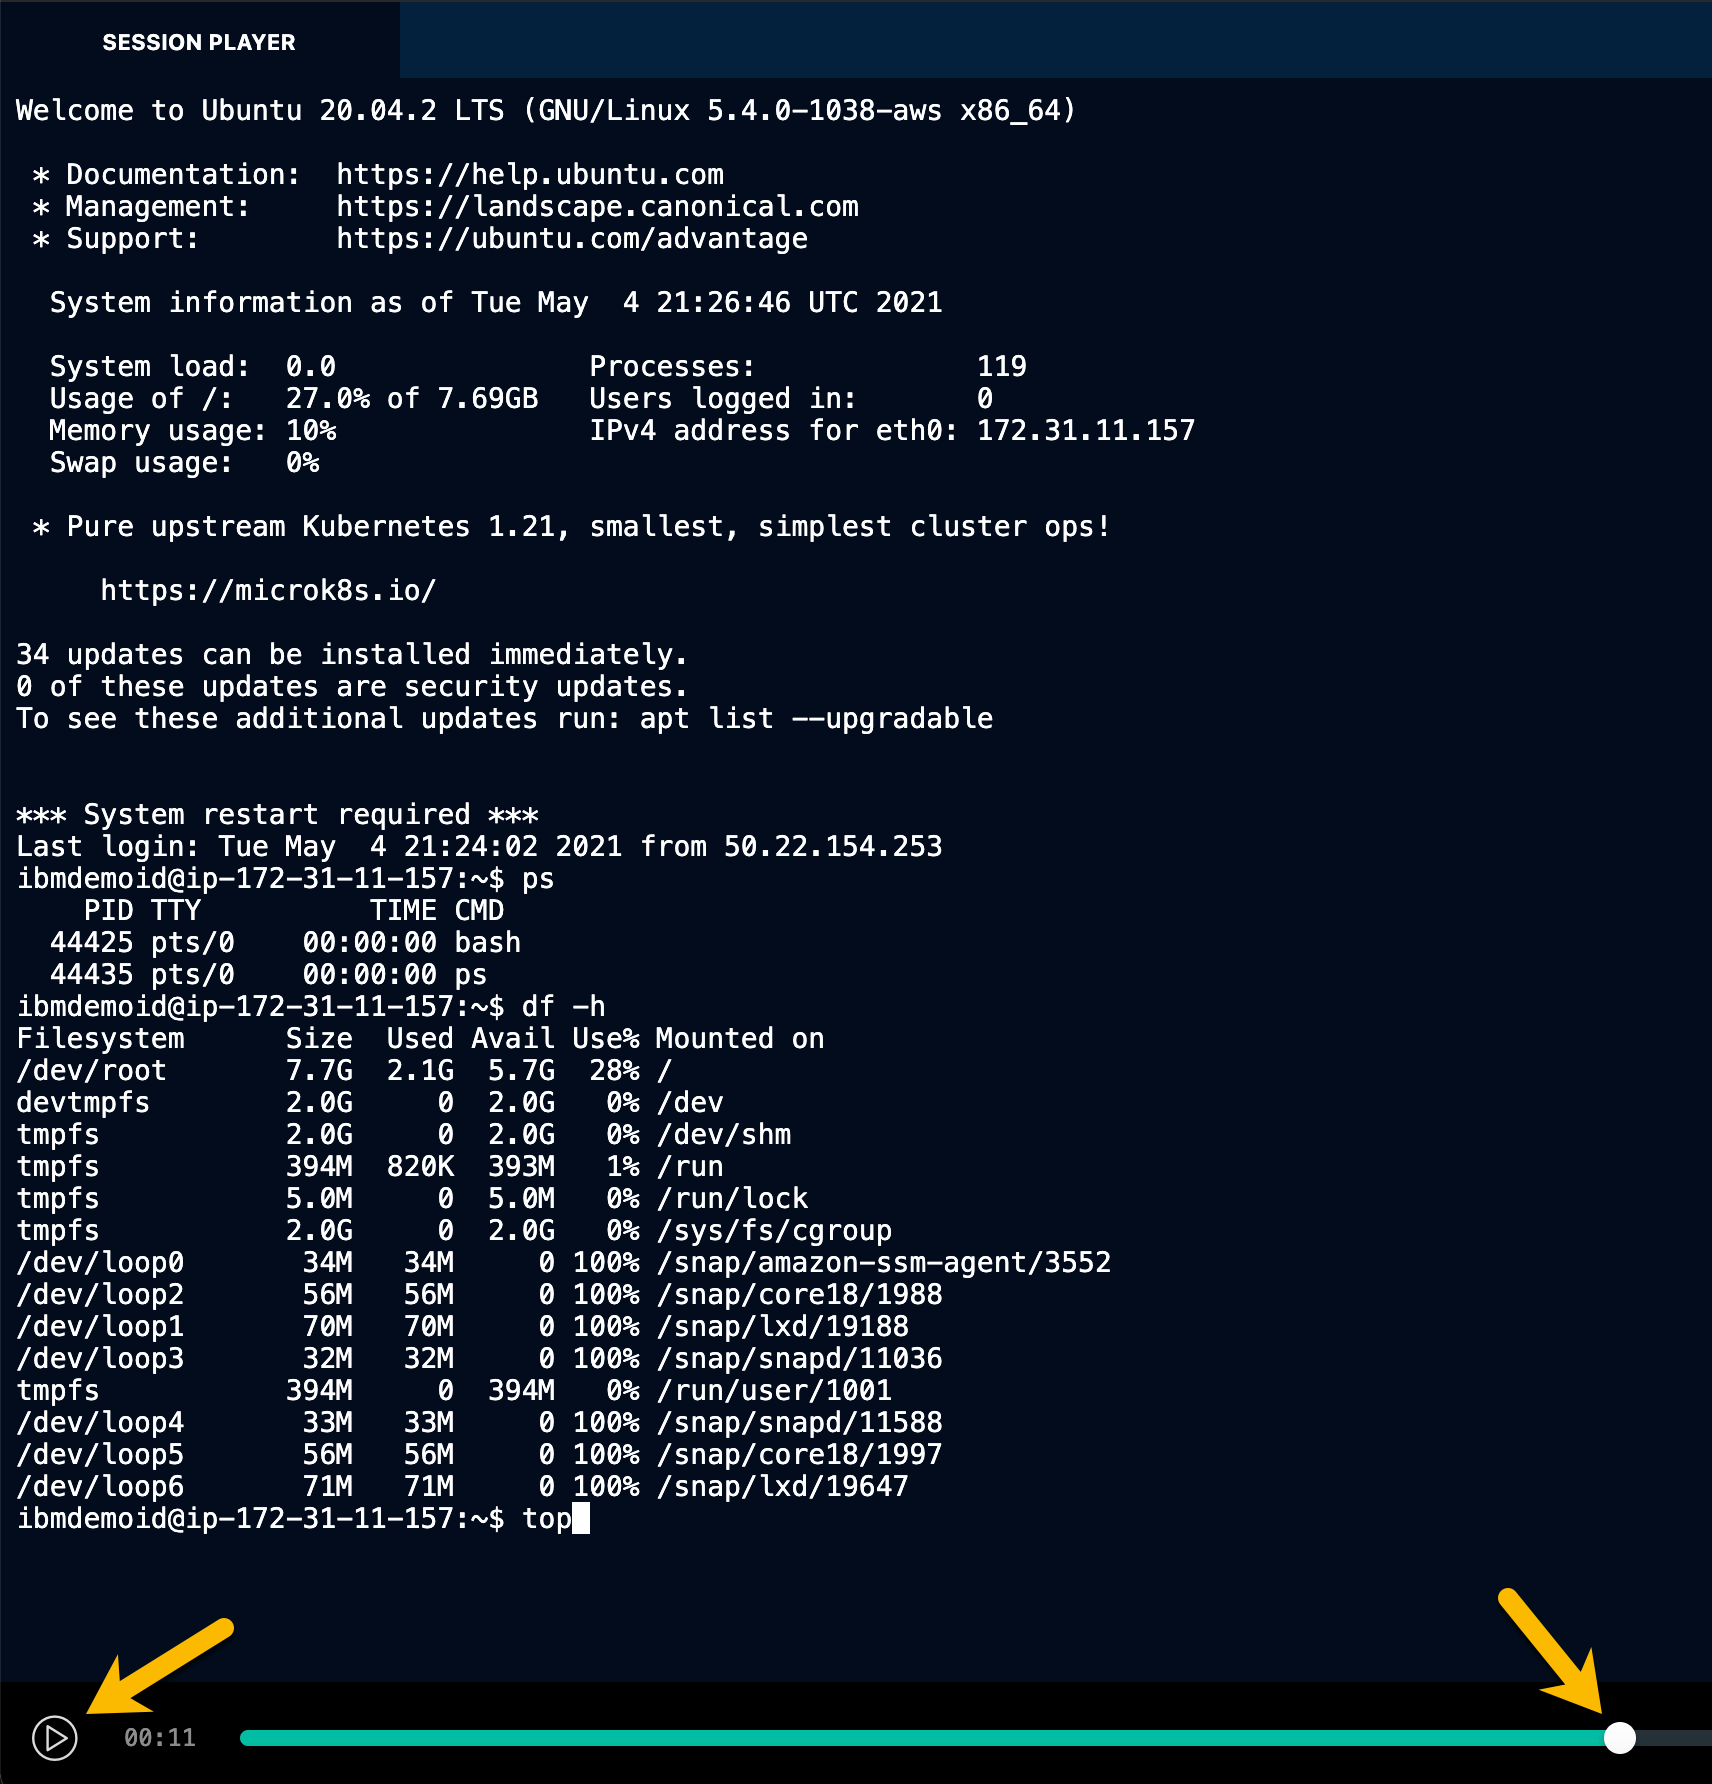 SESSION PLAYER
Welcome to Ubuntu 20.04.2 LTS (GNU/Linux 5.4.0-1038-aws x86_64)
* Documentation:  https://help.ubuntu.com
* Management:     https://landscape.canonical.com
* Support:        https://ubuntu.com/advantage
System information as of Tue May  4 21:26:46 UTC 2021
System load:  0.0               Processes:             119
Usage of /:   27.0% of 7.69GB   Users logged in:       0
Memory usage: 10%               IPv4 address for eth0: 172.31.11.157
Swap usage:   0%
* Pure upstream Kubernetes 1.21, smallest, simplest cluster ops!
https://microk8s.io/
34 updates can be installed immediately.
0 of these updates are security updates.
To see these additional updates run: apt list --upgradable
*** System restart required ***
Last login: Tue May  4 21:24:02 2021 from 50.22.154.253
ibmdemoid@ip-172-31-11-157:~$ ps
    PID TTY          TIME CMD
  44425 pts/0    00:00:00 bash
  44435 pts/0    00:00:00 ps
ibmdemoid@ip-172-31-11-157:~$ df -h
Filesystem      Size  Used Avail Use% Mounted on
/dev/root       7.7G  2.1G  5.7G  28% /
devtmpfs        2.0G     0  2.0G   0% /dev
tmpfs           2.0G     0  2.0G   0% /dev/shm
tmpfs           394M  820K  393M   1% /run
tmpfs           5.0M     0  5.0M   0% /run/lock
tmpfs           2.0G     0  2.0G   0% /sys/fs/cgroup
/dev/loop0       34M   34M     0 100% /snap/amazon-ssm-agent/3552
/dev/loop2       56M   56M     0 100% /snap/core18/1988
/dev/loop1       70M   70M     0 100% /snap/lxd/19188
/dev/loop3       32M   32M     0 100% /snap/snapd/11036
tmpfs           394M     0  394M   0% /run/user/1001
/dev/loop4       33M   33M     0 100% /snap/snapd/11588
/dev/loop5       56M   56M     0 100% /snap/core18/1997
/dev/loop6       71M   71M     0 100% /snap/lxd/19647
ibmdemoid@ip-172-31-11-157:~$ top
00:11